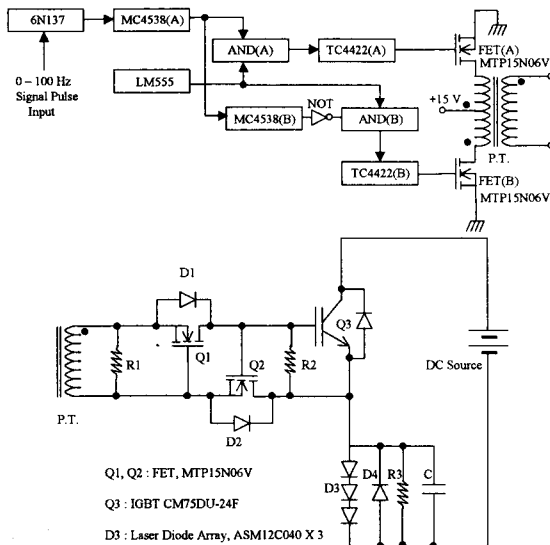 6N137
MC4538(A)
AND(A)
TC4422(A)
FET(A)
MTP15N06V
0 – 100 Hz
Signal Pulse
Input
LM555
NOT
MC4538(B)
AND(B)
+15 V
P.T.
TC4422(B)
FET(B)
MTP15N06V
D1
Q3
R1
Q1
Q2
R2
DC Source
P.T.
D2
Q1, Q2 : FET, MTP15N06V
D3
D4
R3
C
Q3 : IGBT CM75DU-24F
D3 : Laser Diode Array, ASM12C040 X 3